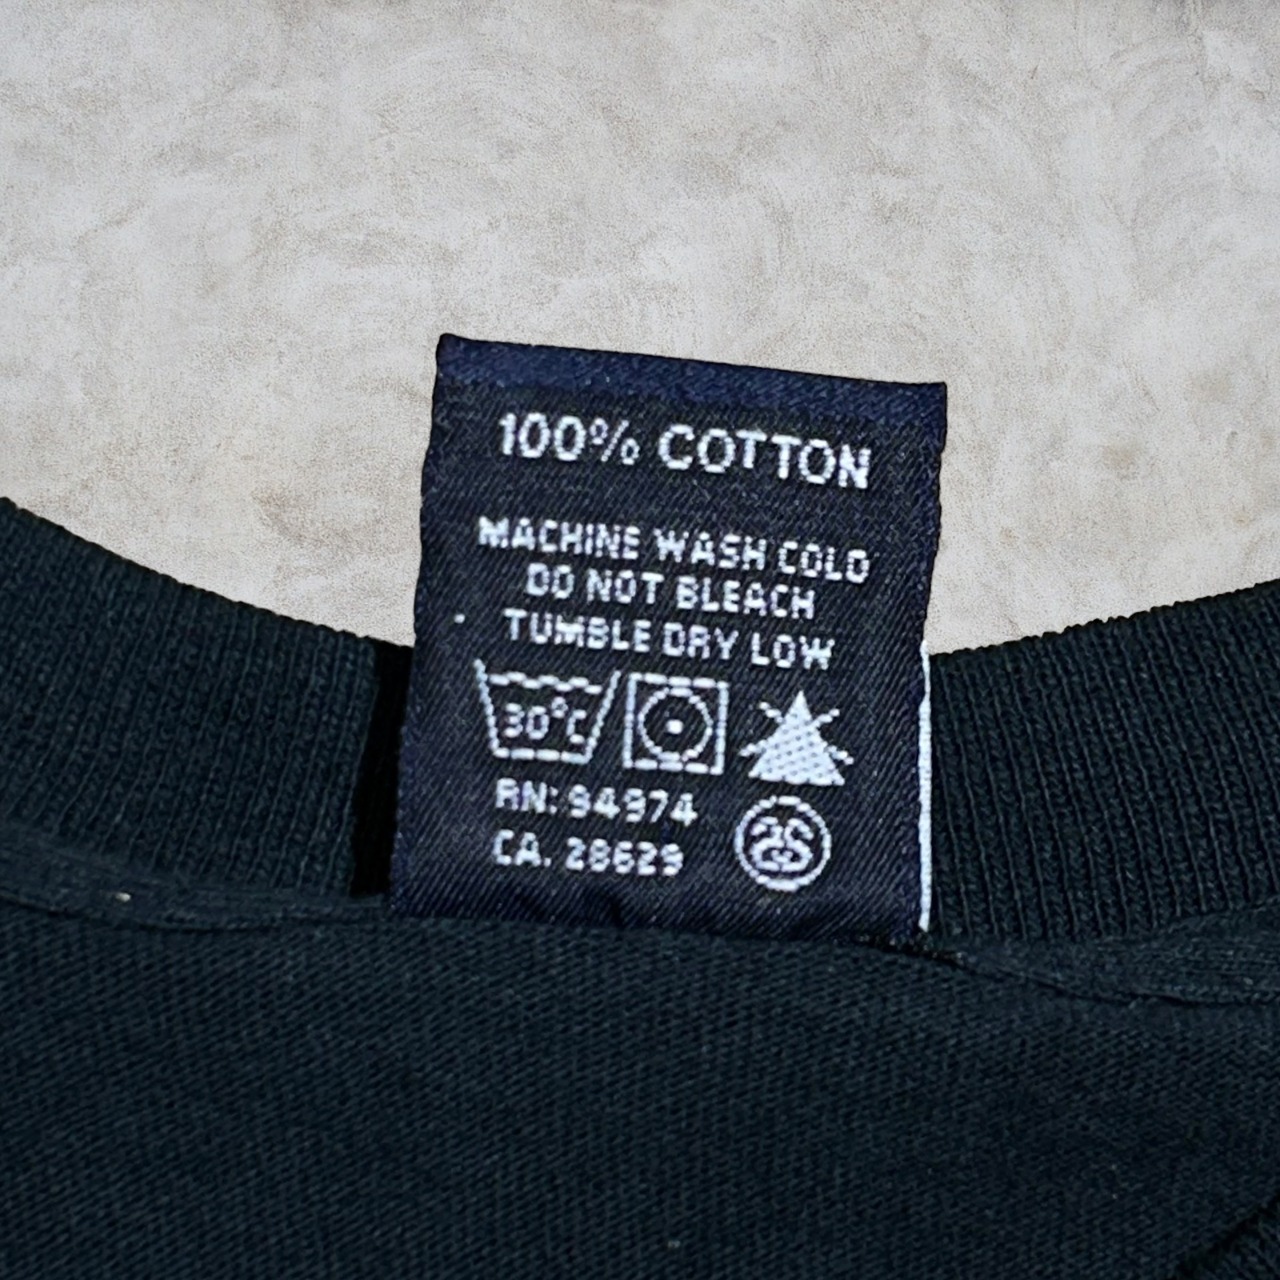 100% COTTON
MACHINE WASH COLD
DO NOT BLEACH
TUMBLE DRY LOW
30°C
RN: 94974
CA. 28629